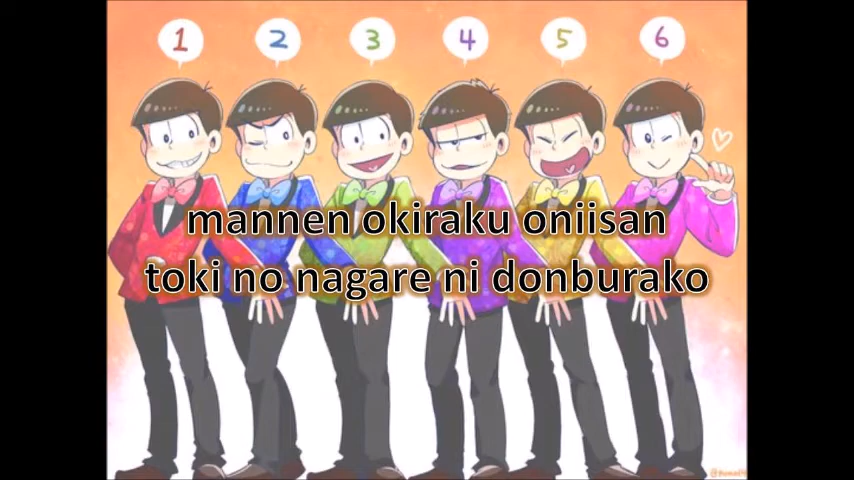 1 2 3 4 5 6
mannen okiraku oniisan
toki no nagare ni donburako